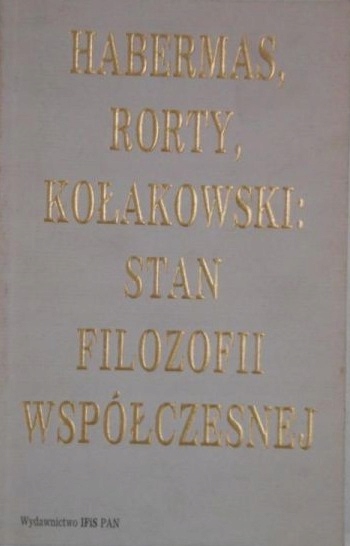 HABERMAS,
RORTY,
KOŁAKOWSKI:
STAN
FILOZOFII
WSPÓŁCZESNEJ
Wydawnictwo IFiS PAN